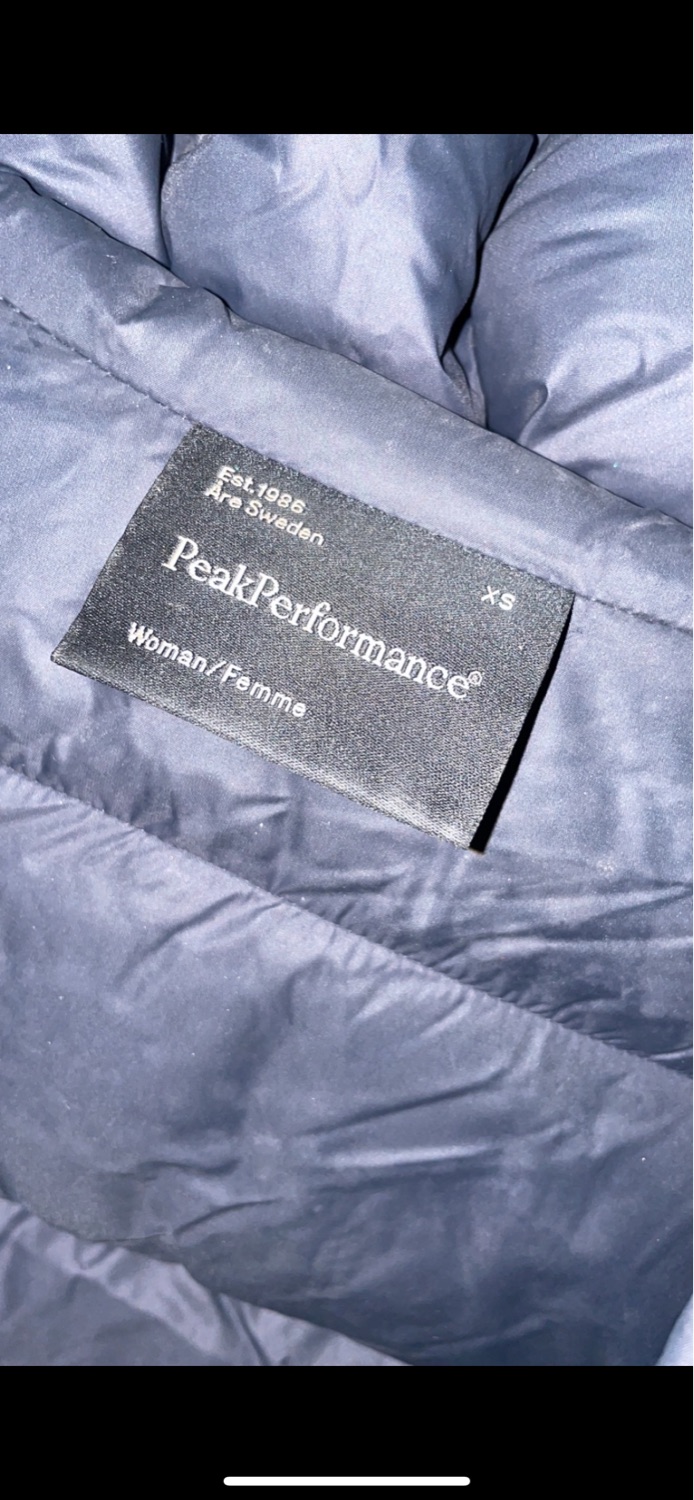 Est.1986
Åre Sweden
XS
PeakPerformance®
Woman/Femme